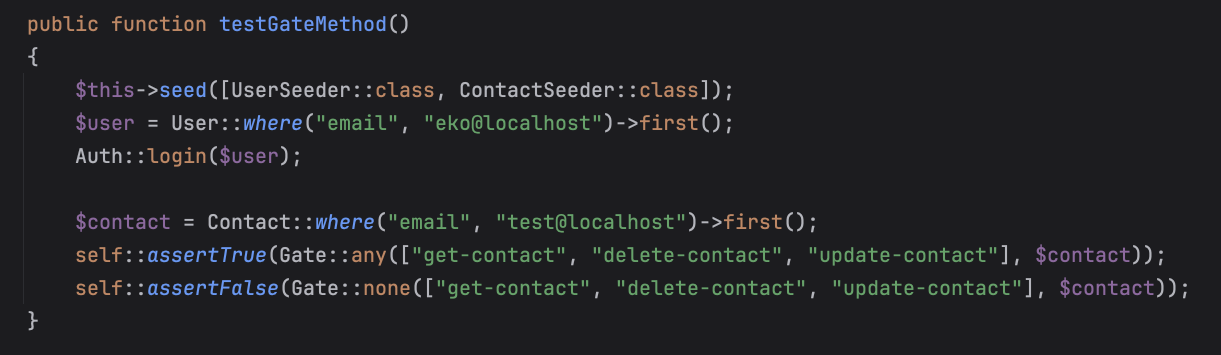 public function testGateMethod()
{
    $this->seed([UserSeeder::class, ContactSeeder::class]);
    $user = User::where("email", "eko@localhost")->first();
    Auth::login($user);

    $contact = Contact::where("email", "test@localhost")->first();
    self::assertTrue(Gate::any(["get-contact", "delete-contact", "update-contact"], $contact));
    self::assertFalse(Gate::none(["get-contact", "delete-contact", "update-contact"], $contact));
}